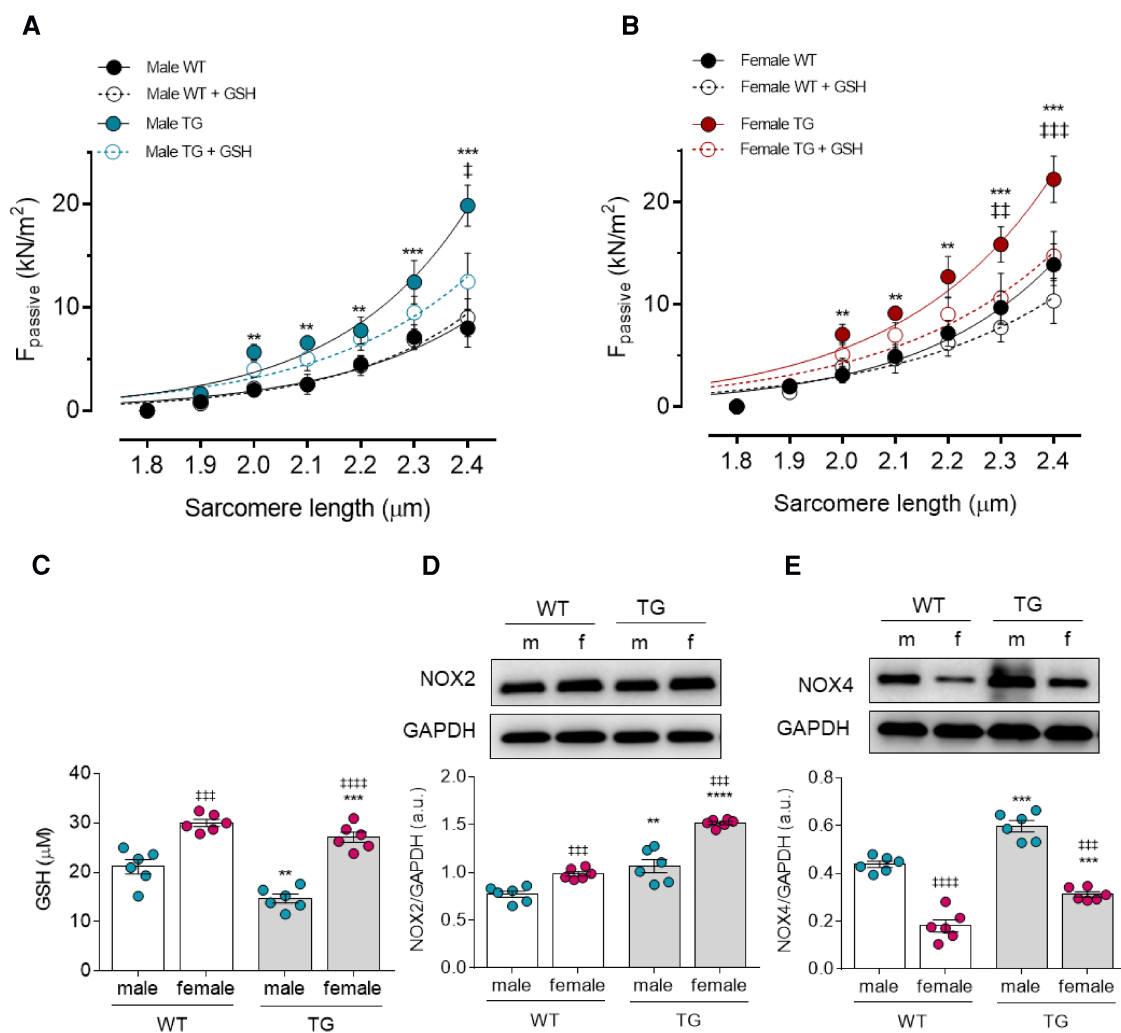 A
B
Male WT
Male WT + GSH
Male TG
Male TG + GSH
Female WT
Female WT + GSH
Female TG
Female TG + GSH
F_passive (kN/m²)
20
10
0
**
**
**
***
***
‡
1.8 1.9 2.0 2.1 2.2 2.3 2.4
Sarcomere length (μm)
F_passive (kN/m²)
20
10
0
**
**
**
***
‡‡
***
‡‡‡
1.8 1.9 2.0 2.1 2.2 2.3 2.4
Sarcomere length (μm)
C
GSH (μM)
40
30
20
10
0
‡‡‡
**
‡‡‡‡
***
male female male female
WT TG
D
WT TG
m f m f
NOX2
GAPDH
NOX2/GAPDH (a.u.)
2.0
1.5
1.0
0.5
0.0
‡‡‡
**
‡‡‡
****
male female male female
WT TG
E
WT TG
m f m f
NOX4
GAPDH
NOX4/GAPDH (a.u.)
0.8
0.6
0.4
0.2
0.0
‡‡‡‡
***
‡‡‡
***
male female male female
WT TG